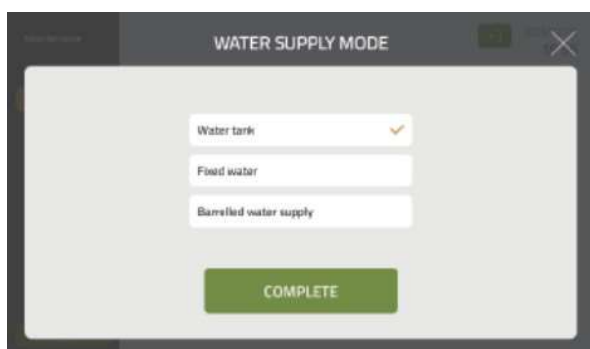 WATER SUPPLY MODE
Water tank
Fixed water
Barrelled water supply
COMPLETE